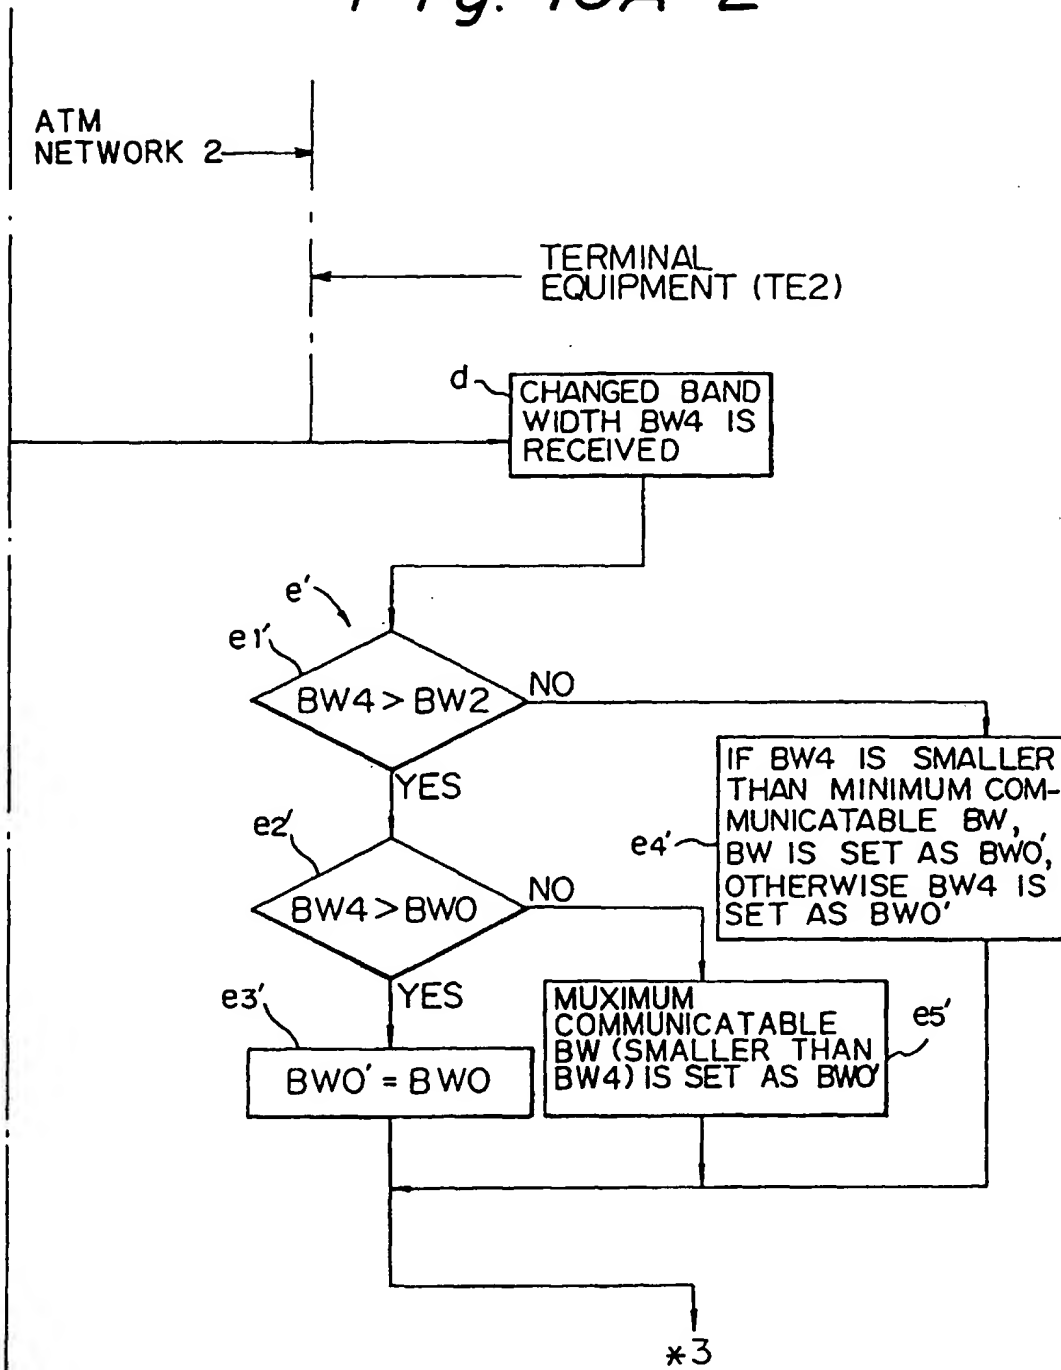 Fig. 10A-2
ATM
NETWORK 2
TERMINAL
EQUIPMENT (TE2)
d
CHANGED BAND
WIDTH BW4 IS
RECEIVED
e'
e1'
BW4 > BW2
NO
YES
IF BW4 IS SMALLER
THAN MINIMUM COM-
MUNICATABLE BW,
BW IS SET AS BW0',
OTHERWISE BW4 IS
SET AS BW0'
e4'
e2'
BW4 > BW0
NO
YES
e3'
BW0' = BW0
MUXIMUM
COMMUNICATABLE
BW (SMALLER THAN
BW4) IS SET AS BW0'
e5'
*3